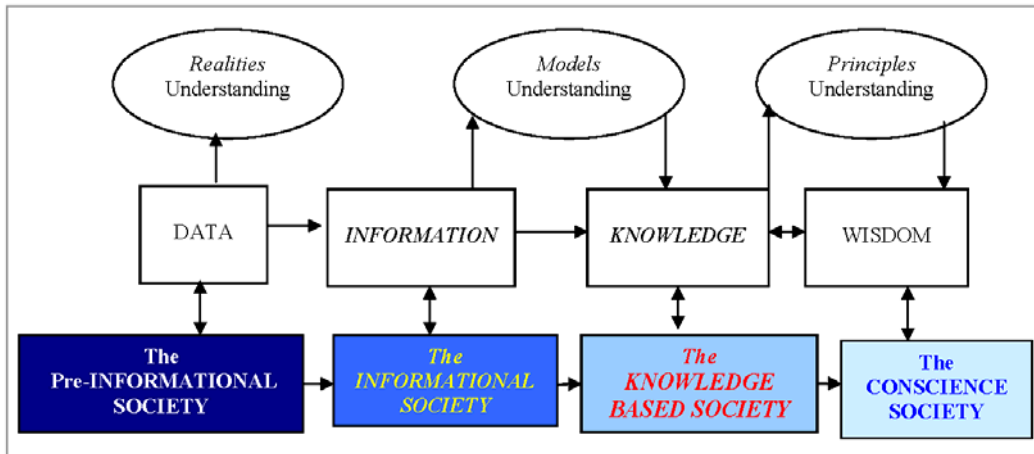 Realities
Understanding
Models
Understanding
Principles
Understanding
DATA
INFORMATION
KNOWLEDGE
WISDOM
The
Pre-INFORMATIONAL
SOCIETY
The
INFORMATIONAL
SOCIETY
The
KNOWLEDGE
BASED SOCIETY
The
CONSCIENCE
SOCIETY